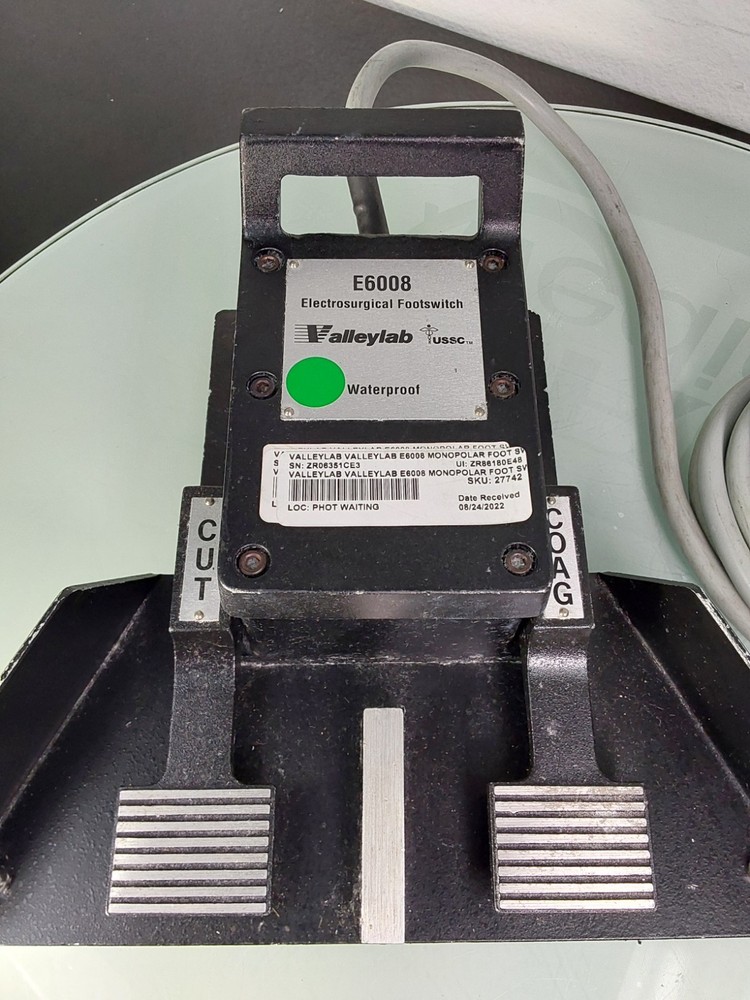 E6008
Electrosurgical Footswitch
Valleylab USSC™
Waterproof
VALLEYLAB VALLEYLAB E6008 MONOPOLAR FOOT SW
SN: ZR06351CE3 UI: ZR86180E48
VALLEYLAB VALLEYLAB E6008 MONOPOLAR FOOT SW
SKU: 27742
Date Received
LOC: PHOT WAITING 08/24/2022
CUT
COAG